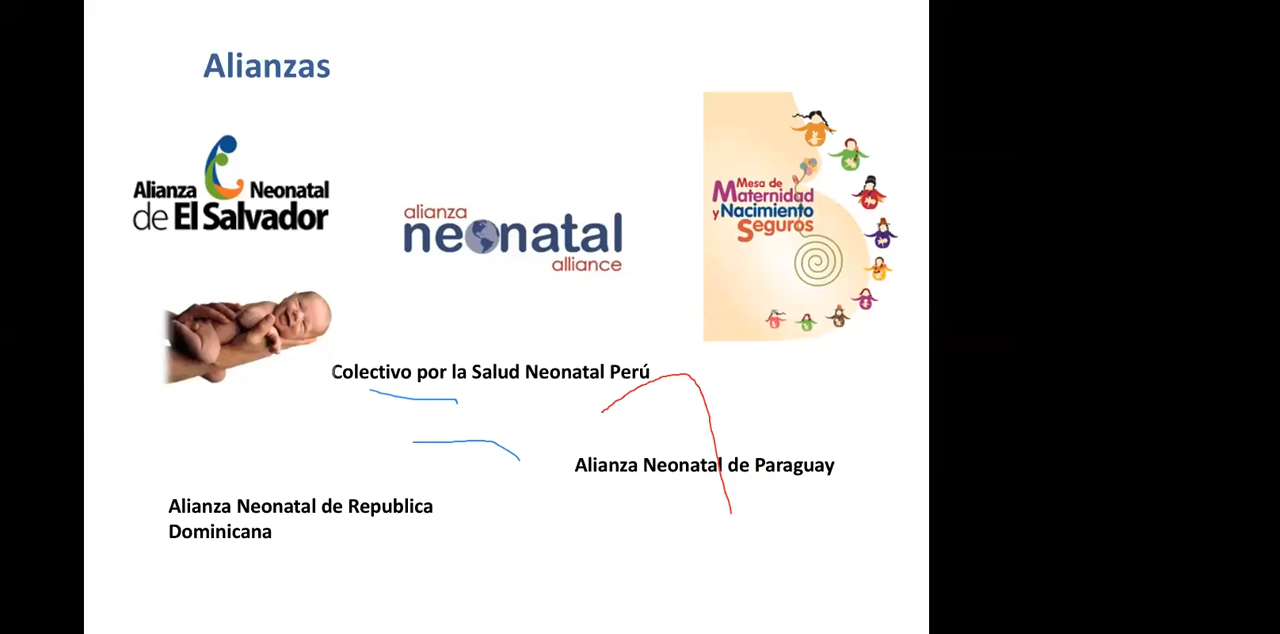 Alianzas
Alianza Neonatal
de El Salvador
alianza
neonatal
alliance
Mesa de
Maternidad
y Nacimiento
Seguros
Colectivo por la Salud Neonatal Perú
Alianza Neonatal de Paraguay
Alianza Neonatal de Republica
Dominicana